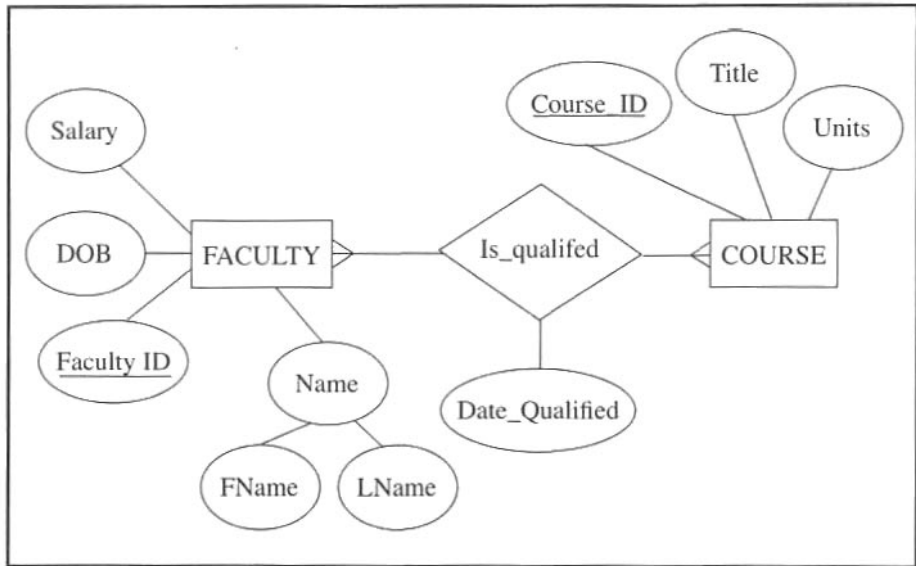 Title
Course_ID
Units
Salary
FACULTY
DOB
Is_qualifed
COURSE
Faculty ID
Name
Date_Qualified
FName
LName